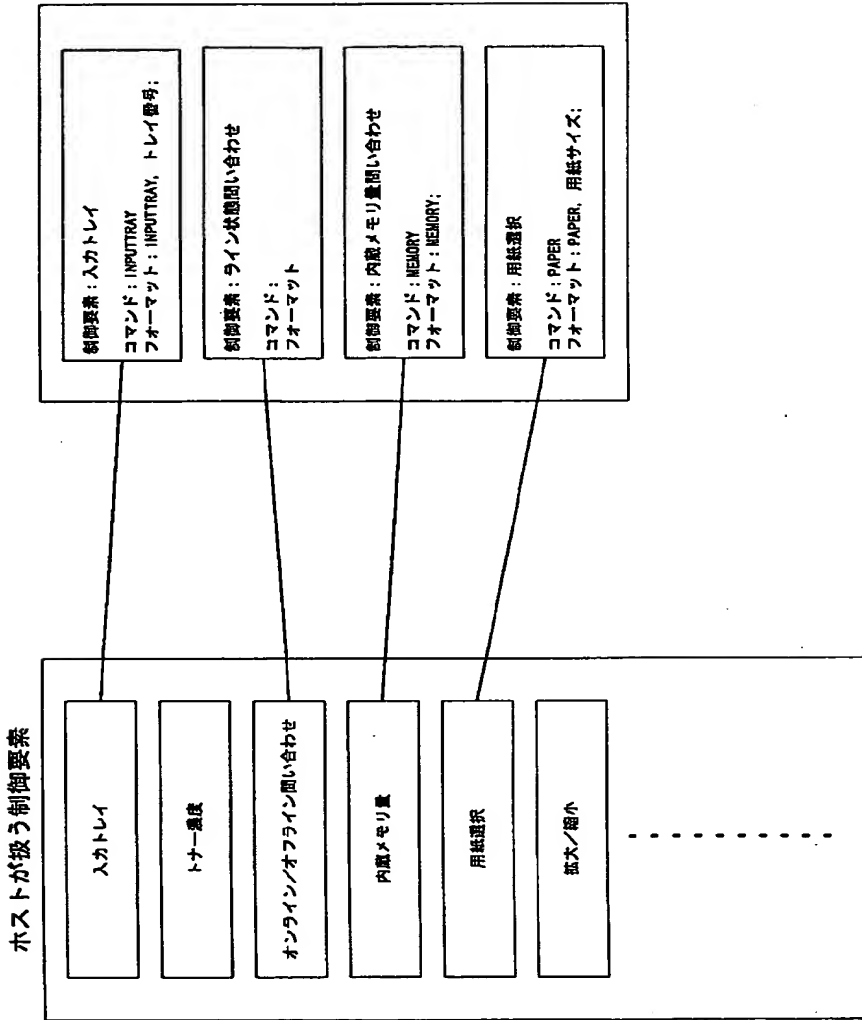 ホストが扱う制御要素
入力トレイ
トナー濃度
オンライン／オフライン問い合わせ
内蔵メモリ量
用紙選択
拡大／縮小
制御要素：入力トレイ
コマンド：INPUTTRAY
フォーマット：INPUTTRAY, トレイ番号;
制御要素：ライン状態問い合わせ
コマンド：
フォーマット
制御要素：内蔵メモリ量問い合わせ
コマンド：MEMORY
フォーマット：MEMORY;
制御要素：用紙選択
コマンド：PAPER
フォーマット：PAPER, 用紙サイズ;